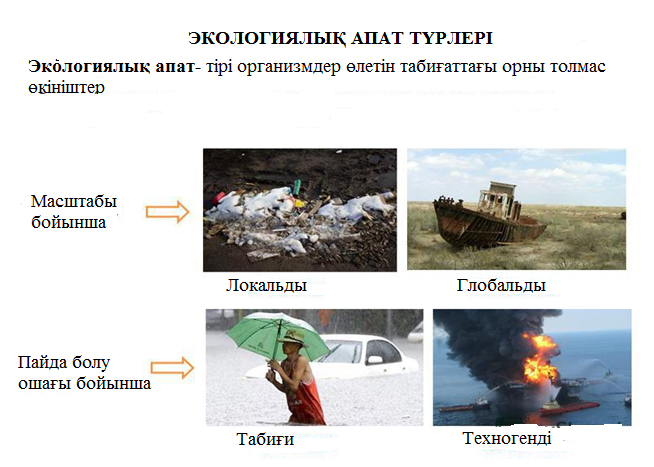 ЭКОЛОГИЯЛЫҚ АПАТ ТҮРЛЕРІ
Экологиялық апат- тірі организмдер өлетін табиғаттағы орны толмас
өкініштер
Масштабы
бойынша
Локальды
Глобальды
Пайда болу
ошағы бойынша
Табиғи
Техногенді